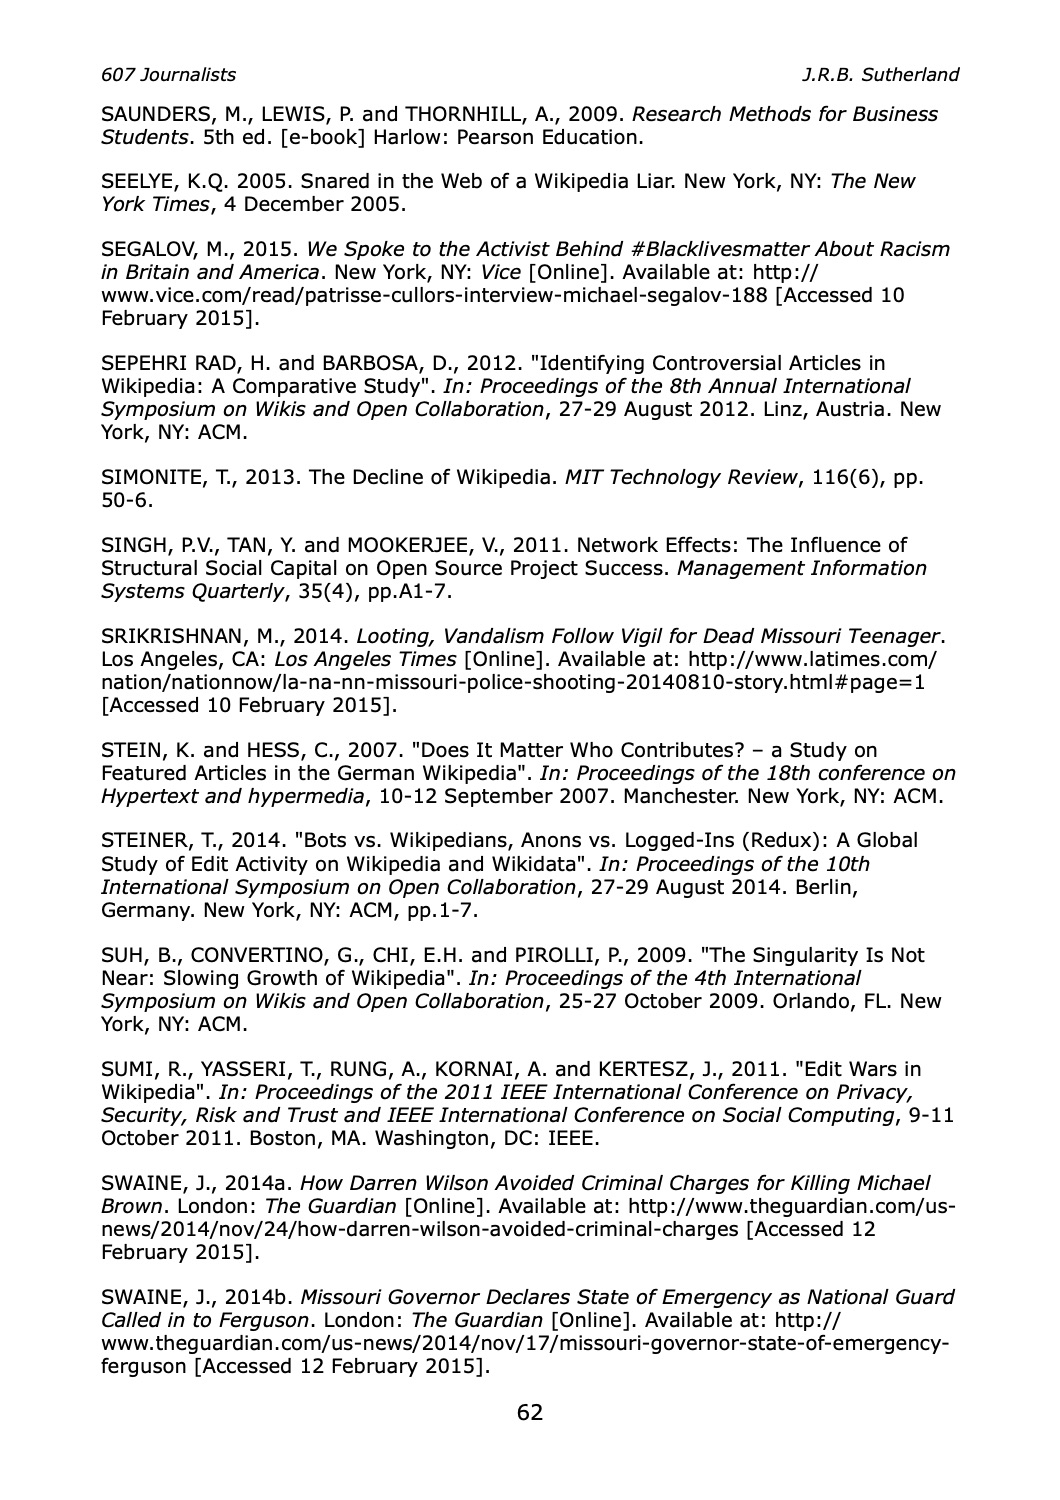 607 Journalists J.R.B. Sutherland
SAUNDERS, M., LEWIS, P. and THORNHILL, A., 2009. Research Methods for Business
Students. 5th ed. [e-book] Harlow: Pearson Education.
SEELYE, K.Q. 2005. Snared in the Web of a Wikipedia Liar. New York, NY: The New
York Times, 4 December 2005.
SEGALOV, M., 2015. We Spoke to the Activist Behind #Blacklivesmatter About Racism
in Britain and America. New York, NY: Vice [Online]. Available at: http://
www.vice.com/read/patrisse-cullors-interview-michael-segalov-188 [Accessed 10
February 2015].
SEPEHRI RAD, H. and BARBOSA, D., 2012. "Identifying Controversial Articles in
Wikipedia: A Comparative Study". In: Proceedings of the 8th Annual International
Symposium on Wikis and Open Collaboration, 27-29 August 2012. Linz, Austria. New
York, NY: ACM.
SIMONITE, T., 2013. The Decline of Wikipedia. MIT Technology Review, 116(6), pp.
50-6.
SINGH, P.V., TAN, Y. and MOOKERJEE, V., 2011. Network Effects: The Influence of
Structural Social Capital on Open Source Project Success. Management Information
Systems Quarterly, 35(4), pp.A1-7.
SRIKRISHNAN, M., 2014. Looting, Vandalism Follow Vigil for Dead Missouri Teenager.
Los Angeles, CA: Los Angeles Times [Online]. Available at: http://www.latimes.com/
nation/nationnow/la-na-nn-missouri-police-shooting-20140810-story.html#page=1
[Accessed 10 February 2015].
STEIN, K. and HESS, C., 2007. "Does It Matter Who Contributes? – a Study on
Featured Articles in the German Wikipedia". In: Proceedings of the 18th conference on
Hypertext and hypermedia, 10-12 September 2007. Manchester. New York, NY: ACM.
STEINER, T., 2014. "Bots vs. Wikipedians, Anons vs. Logged-Ins (Redux): A Global
Study of Edit Activity on Wikipedia and Wikidata". In: Proceedings of the 10th
International Symposium on Open Collaboration, 27-29 August 2014. Berlin,
Germany. New York, NY: ACM, pp.1-7.
SUH, B., CONVERTINO, G., CHI, E.H. and PIROLLI, P., 2009. "The Singularity Is Not
Near: Slowing Growth of Wikipedia". In: Proceedings of the 4th International
Symposium on Wikis and Open Collaboration, 25-27 October 2009. Orlando, FL. New
York, NY: ACM.
SUMI, R., YASSERI, T., RUNG, A., KORNAI, A. and KERTESZ, J., 2011. "Edit Wars in
Wikipedia". In: Proceedings of the 2011 IEEE International Conference on Privacy,
Security, Risk and Trust and IEEE International Conference on Social Computing, 9-11
October 2011. Boston, MA. Washington, DC: IEEE.
SWAINE, J., 2014a. How Darren Wilson Avoided Criminal Charges for Killing Michael
Brown. London: The Guardian [Online]. Available at: http://www.theguardian.com/us-
news/2014/nov/24/how-darren-wilson-avoided-criminal-charges [Accessed 12
February 2015].
SWAINE, J., 2014b. Missouri Governor Declares State of Emergency as National Guard
Called in to Ferguson. London: The Guardian [Online]. Available at: http://
www.theguardian.com/us-news/2014/nov/17/missouri-governor-state-of-emergency-
ferguson [Accessed 12 February 2015].
62